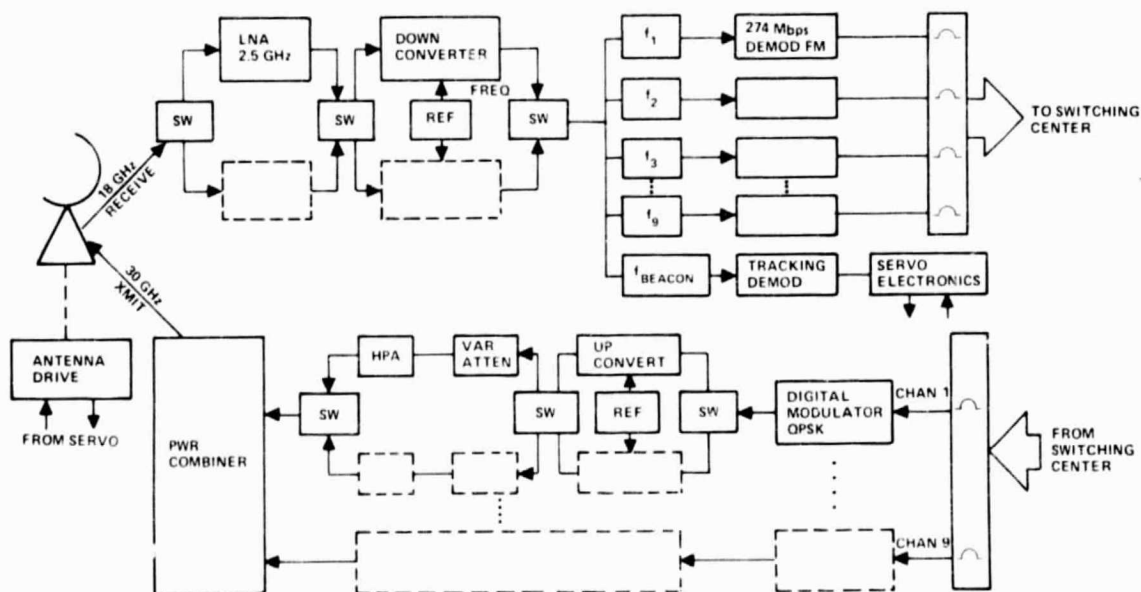 LNA
2.5 GHz
DOWN
CONVERTER
f1
274 Mbps
DEMOD FM
FREQ
SW
SW
REF
SW
f2
TO SWITCHING
CENTER
f3
18 GHz
RECEIVE
f9
30 GHz
XMIT
fBEACON
TRACKING
DEMOD
SERVO
ELECTRONICS
ANTENNA
DRIVE
FROM SERVO
PWR
COMBINER
HPA
VAR
ATTEN
UP
CONVERT
SW
SW
REF
SW
DIGITAL
MODULATOR
QPSK
CHAN 1
FROM
SWITCHING
CENTER
CHAN 9